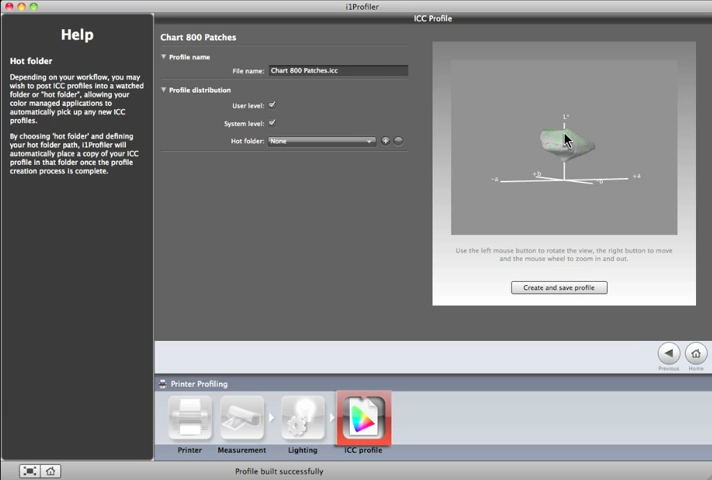 i1Profiler
ICC Profile
Help
Hot folder
Depending on your workflow, you may
wish to post ICC profiles into a watched
folder or "hot folder", allowing your
color managed applications to
automatically pick up any new ICC
profiles.
By choosing 'hot folder' and defining
your hot folder path, i1Profiler will
automatically place a copy of your ICC
profile in that folder once the profile
creation process is complete.
Chart 800 Patches
Profile name
File name: Chart 800 Patches.icc
Profile distribution
User level:
System level:
Hot folder: None
L*
-a
+b
-b
+a
Use the left mouse button to rotate the view, the right button to move
and the mouse wheel to zoom in and out.
Create and save profile
Previous
Home
Printer Profiling
Printer
Measurement
Lighting
ICC profile
Profile built successfully